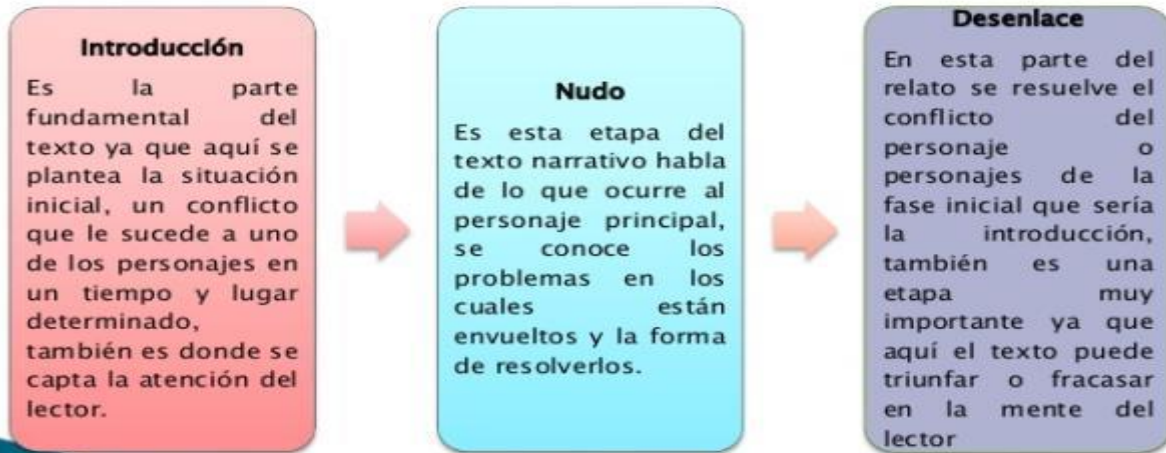 Introducción
Es la parte
fundamental del
texto ya que aquí se
plantea la situación
inicial, un conflicto
que le sucede a uno
de los personajes en
un tiempo y lugar
determinado,
también es donde se
capta la atención del
lector.
Nudo
Es esta etapa del
texto narrativo habla
de lo que ocurre al
personaje principal,
se conoce los
problemas en los
cuales están
envueltos y la forma
de resolverlos.
Desenlace
En esta parte del
relato se resuelve el
conflicto del
personaje o
personajes de la
fase inicial que sería
la introducción,
también es una
etapa muy
importante ya que
aquí el texto puede
triunfar o fracasar
en la mente del
lector